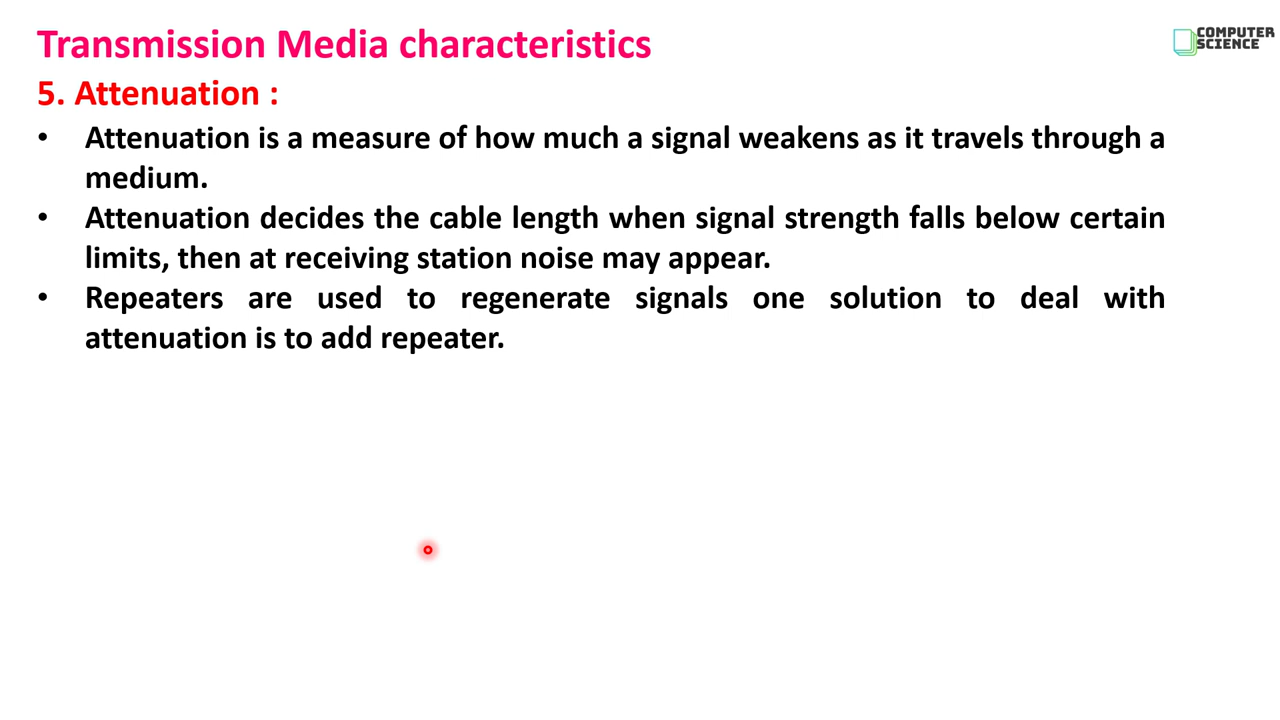 Transmission Media characteristics
COMPUTER
SCIENCE
5. Attenuation :
• Attenuation is a measure of how much a signal weakens as it travels through a
medium.
• Attenuation decides the cable length when signal strength falls below certain
limits, then at receiving station noise may appear.
• Repeaters are used to regenerate signals one solution to deal with
attenuation is to add repeater.